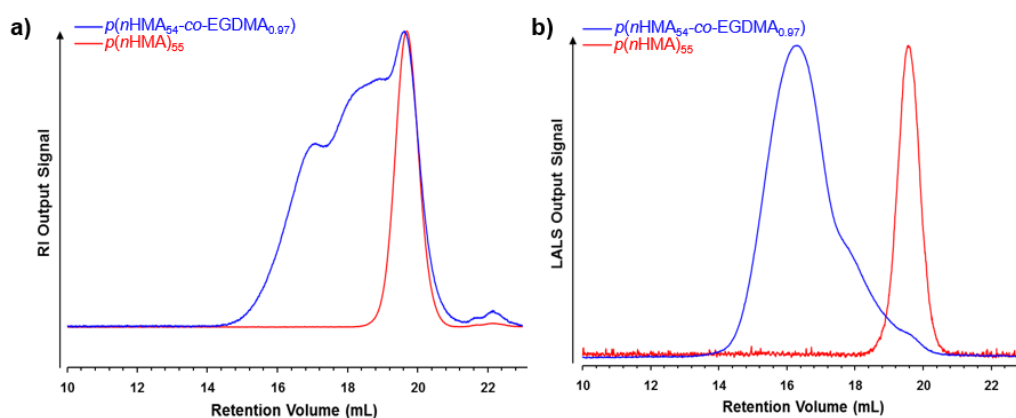 a)
p(nHMA₅₄-co-EGDMA₀.₉₇)
p(nHMA)₅₅
RI Output Signal
10 12 14 16 18 20 22
Retention Volume (mL)
b)
p(nHMA₅₄-co-EGDMA₀.₉₇)
p(nHMA)₅₅
LALS Output Signal
10 12 14 16 18 20 22
Retention Volume (mL)